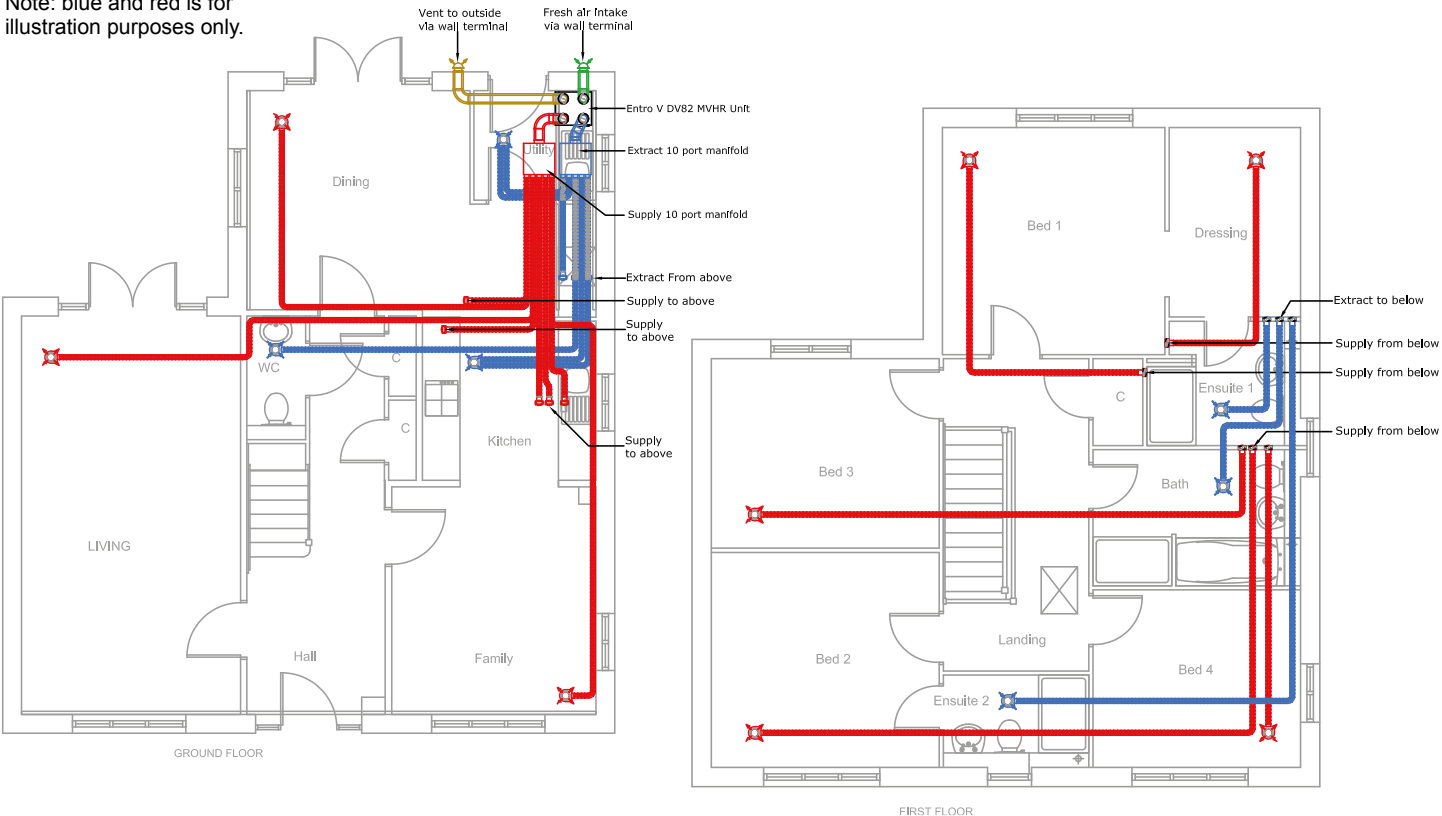 Note: blue and red is for
illustration purposes only.
Vent to outside
via wall terminal
Fresh air intake
via wall terminal
Entro V DV82 MVHR Unit
Utility
Extract 10 port manifold
Dining
Supply 10 port manifold
Extract From above
Supply to above
Supply
to above
WC
C
C
Kitchen
Supply
to above
LIVING
Hall
Family
GROUND FLOOR
Bed 1
Dressing
Extract to below
Supply from below
Supply from below
Ensuite 1
C
Supply from below
Bed 3
Bath
Landing
Bed 2
Bed 4
Ensuite 2
FIRST FLOOR